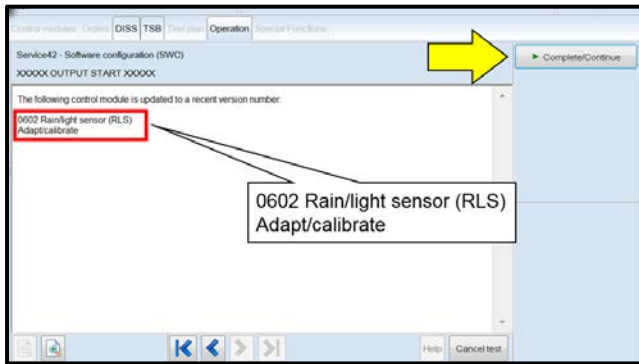 Control modules Orders DISS TSB Test plan Operation Special Functions
Service42 - Software configuration (SWC)
XXXXX OUTPUT START XXXXX
Complete/Continue
The following control module is updated to a recent version number:
0602 Rain/light sensor (RLS)
Adapt/calibrate
0602 Rain/light sensor (RLS)
Adapt/calibrate
Help Cancel test